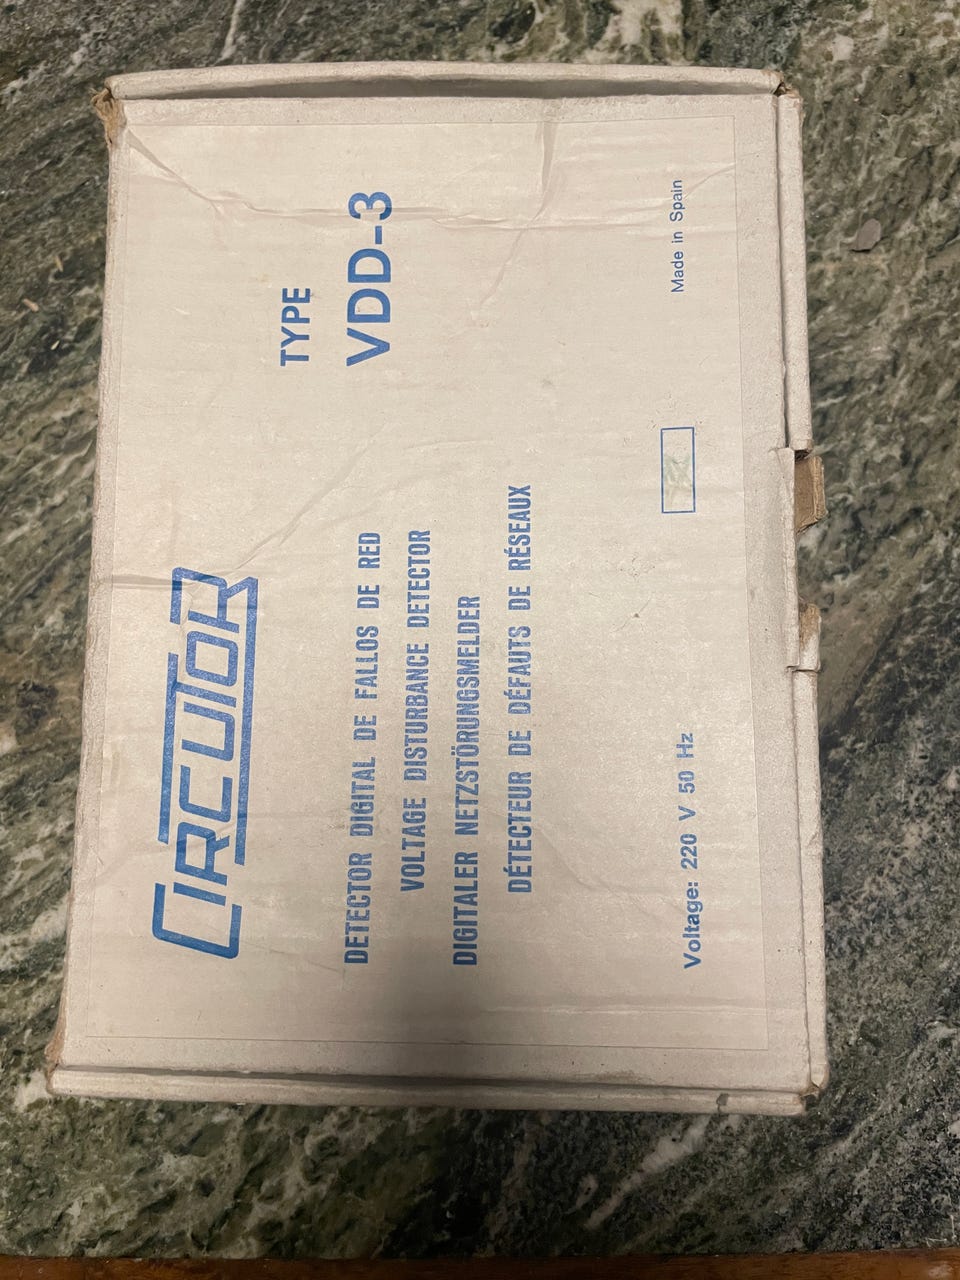 CIRCUTOR
TYPE
VDD-3
DETECTOR DIGITAL DE FALLOS DE RED
VOLTAGE DISTURBANCE DETECTOR
DIGITALER NETZSTÖRUNGSMELDER
DÉTECTEUR DE DÉFAUTS DE RÉSEAUX
Voltage: 220 V 50 Hz
Made in Spain